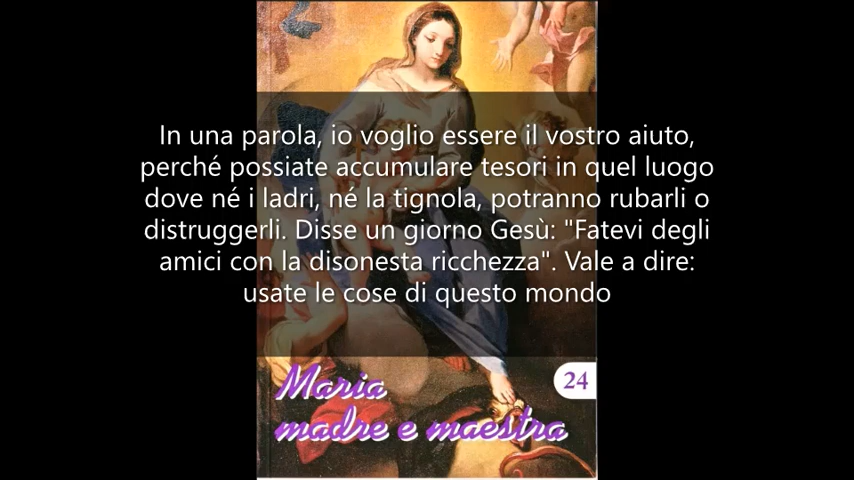 In una parola, io voglio essere il vostro aiuto,
perché possiate accumulare tesori in quel luogo
dove né i ladri, né la tignola, potranno rubarli o
distruggerli. Disse un giorno Gesù: "Fatevi degli
amici con la disonesta ricchezza". Vale a dire:
usate le cose di questo mondo
24
Maria
madre e maestra